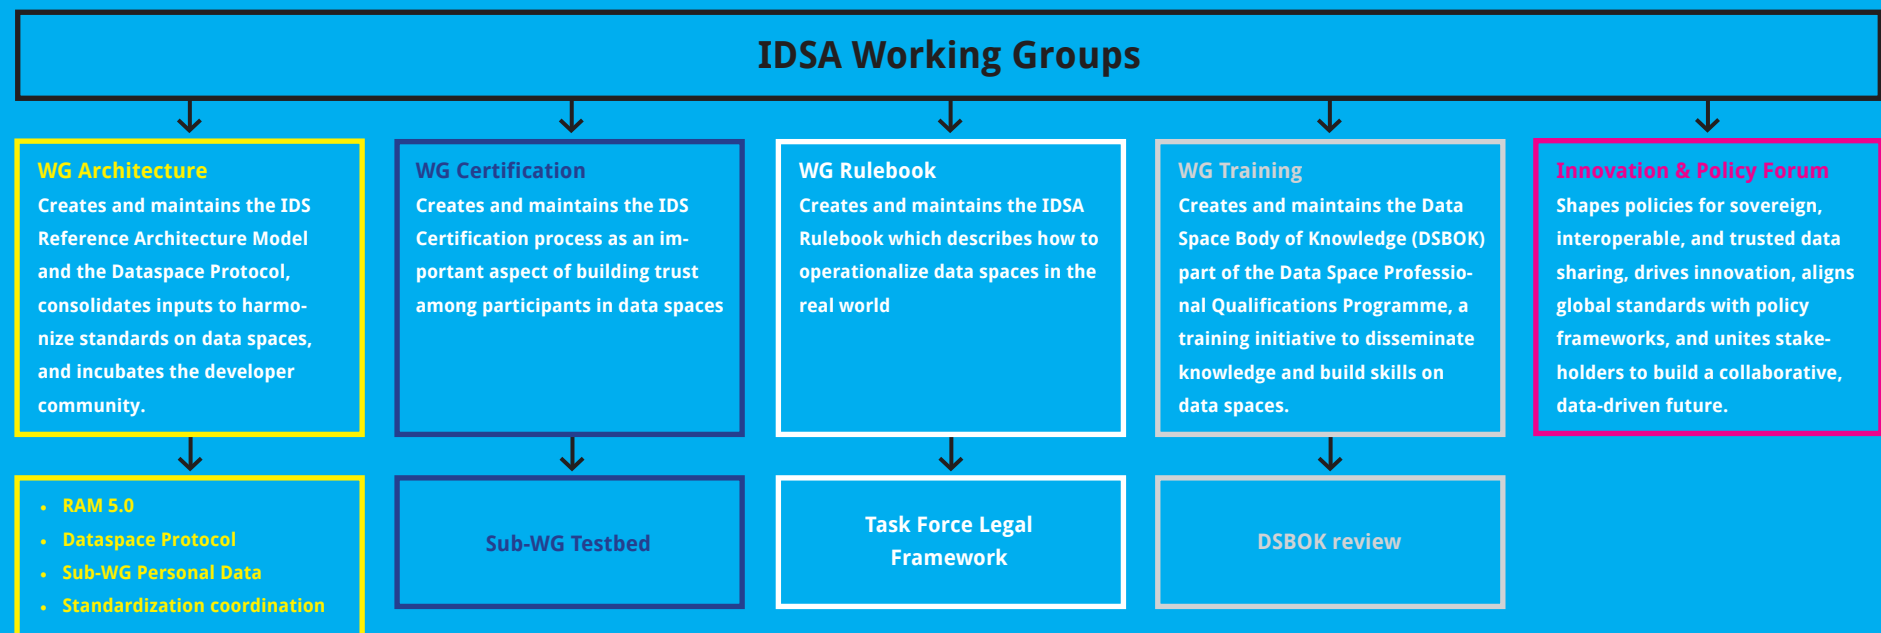 IDSA Working Groups
WG Architecture
Creates and maintains the IDS
Reference Architecture Model
and the Dataspace Protocol,
consolidates inputs to harmo-
nize standards on data spaces,
and incubates the developer
community.
WG Certification
Creates and maintains the IDS
Certification process as an im-
portant aspect of building trust
among participants in data spaces
WG Rulebook
Creates and maintains the IDSA
Rulebook which describes how to
operationalize data spaces in the
real world
WG Training
Creates and maintains the Data
Space Body of Knowledge (DSBOK)
part of the Data Space Professio-
nal Qualifications Programme, a
training initiative to disseminate
knowledge and build skills on
data spaces.
Innovation & Policy Forum
Shapes policies for sovereign,
interoperable, and trusted data
sharing, drives innovation, aligns
global standards with policy
frameworks, and unites stake-
holders to build a collaborative,
data-driven future.
• RAM 5.0
• Dataspace Protocol
• Sub-WG Personal Data
• Standardization coordination
Sub-WG Testbed
Task Force Legal
Framework
DSBOK review